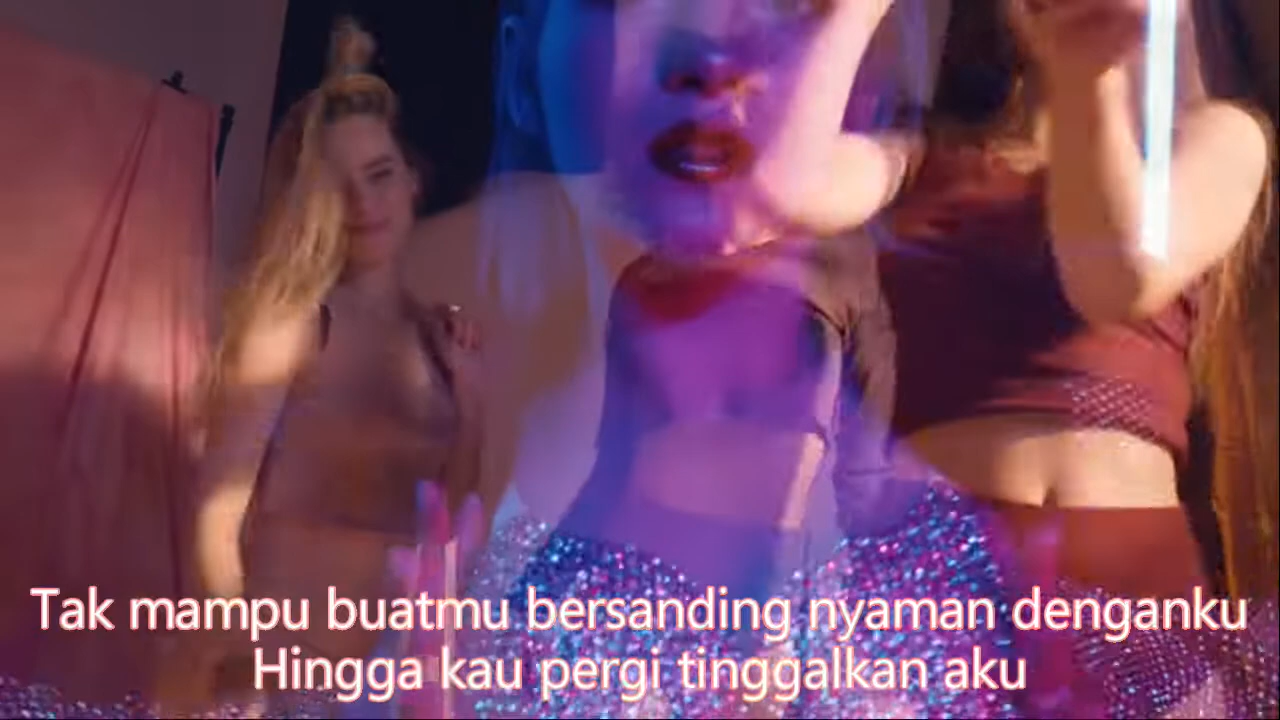 Tak mampu buatmu bersanding nyaman denganku
Hingga kau pergi tinggalkan aku